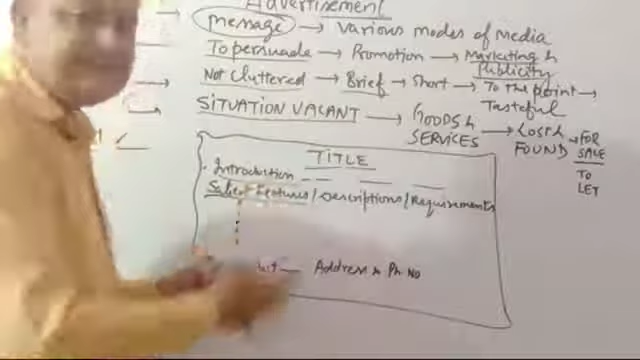 Advertisement
message → various modes of media
To persuade → Promotion → Marketing &
Publicity
Not cluttered → Brief → Short → To the point →
Tasteful
SITUATION VACANT → GOODS & SERVICES → LOST & FOUND → FOR SALE
TO LET
TITLE
Introduction
Salient Features/Descriptions/Requirements
Address & Ph. No